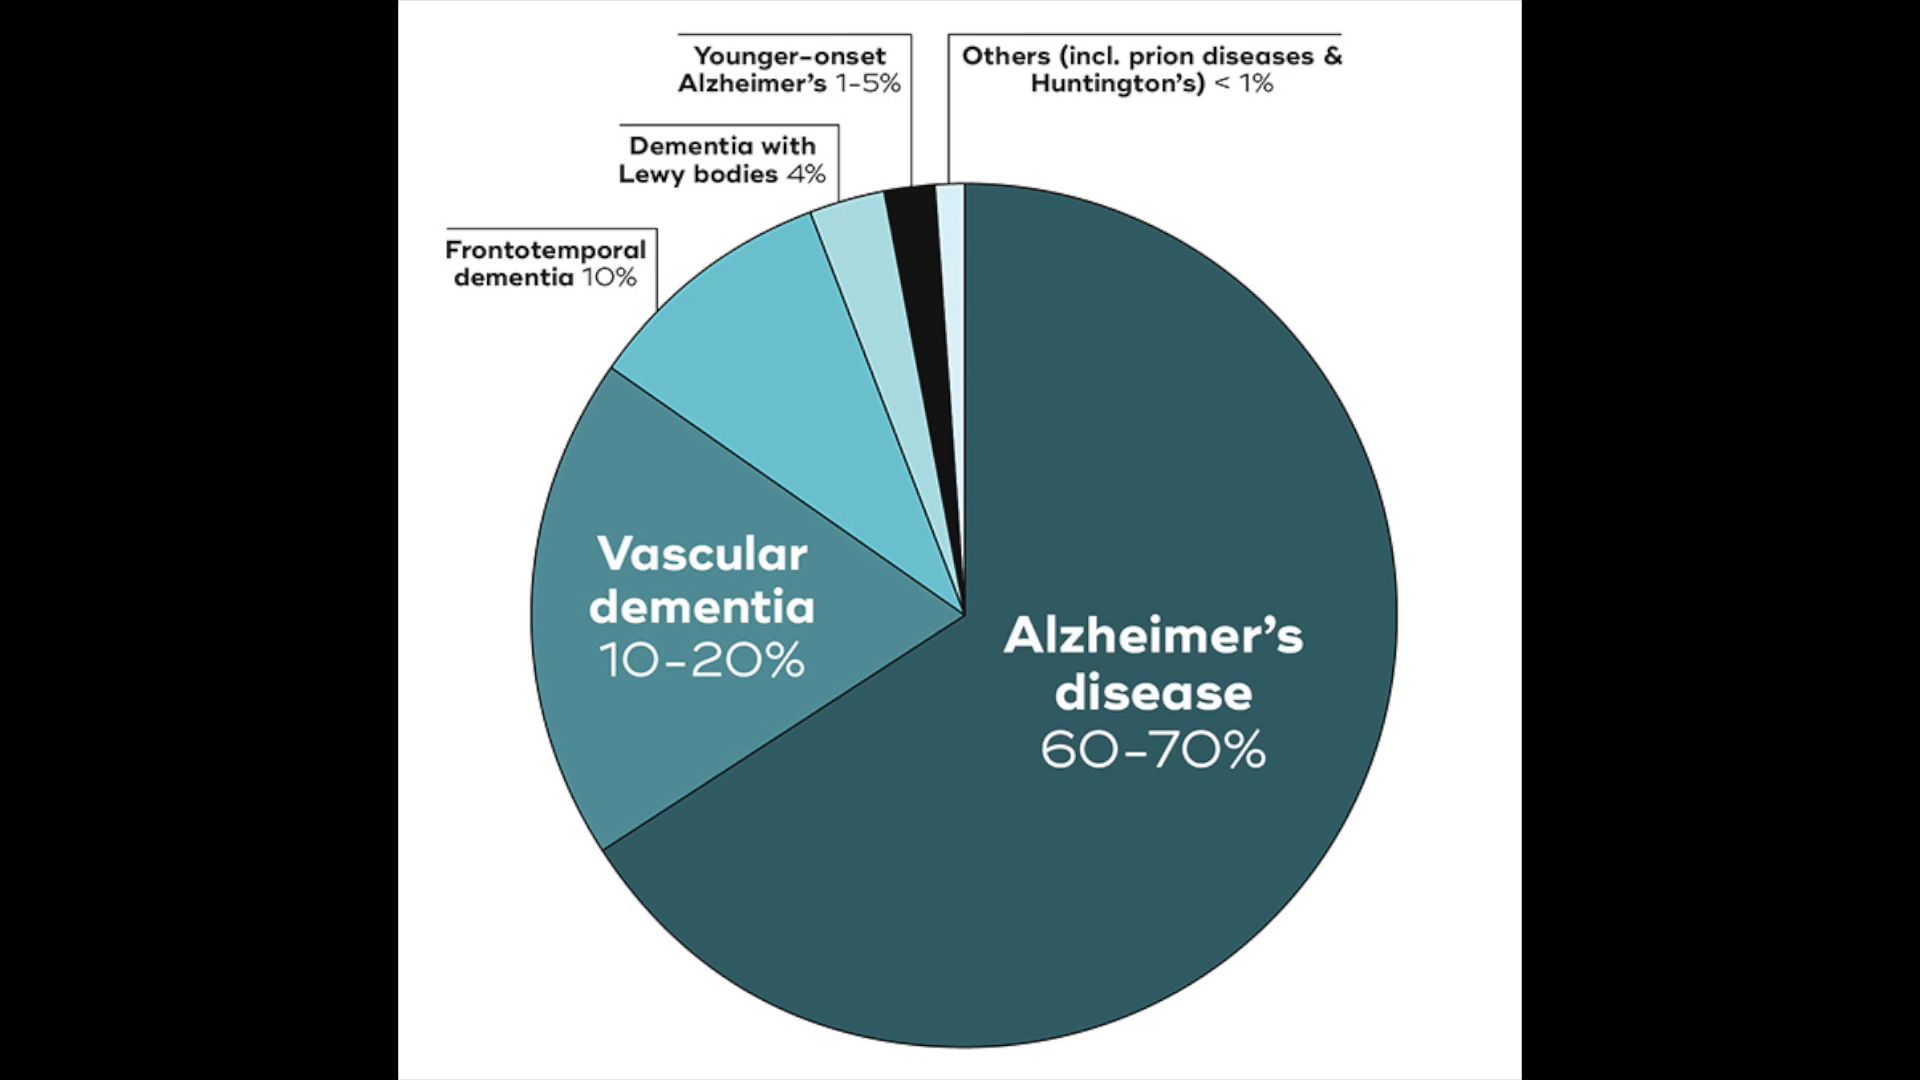 Younger-onset
Alzheimer's 1-5%
Others (incl. prion diseases &
Huntington's) < 1%
Dementia with
Lewy bodies 4%
Frontotemporal
dementia 10%
Vascular
dementia
10-20%
Alzheimer's
disease
60-70%